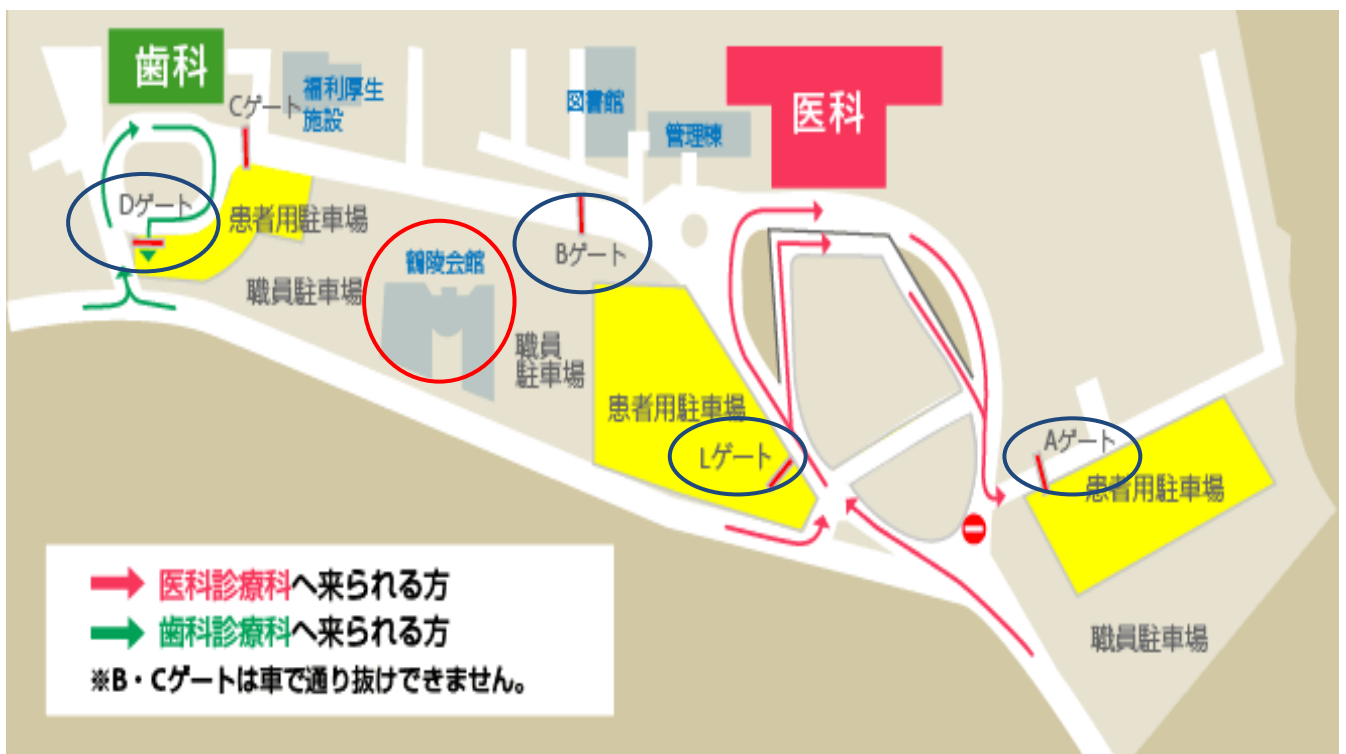 歯科
Cゲート
福利厚生
施設
図書館
管理棟
医科
Dゲート
患者用駐車場
Bゲート
鶴陵会館
職員駐車場
職員
駐車場
患者用駐車場
Lゲート
Aゲート
患者用駐車場
職員駐車場
医科診療科へ来られる方
歯科診療科へ来られる方
※B・Cゲートは車で通り抜けできません。